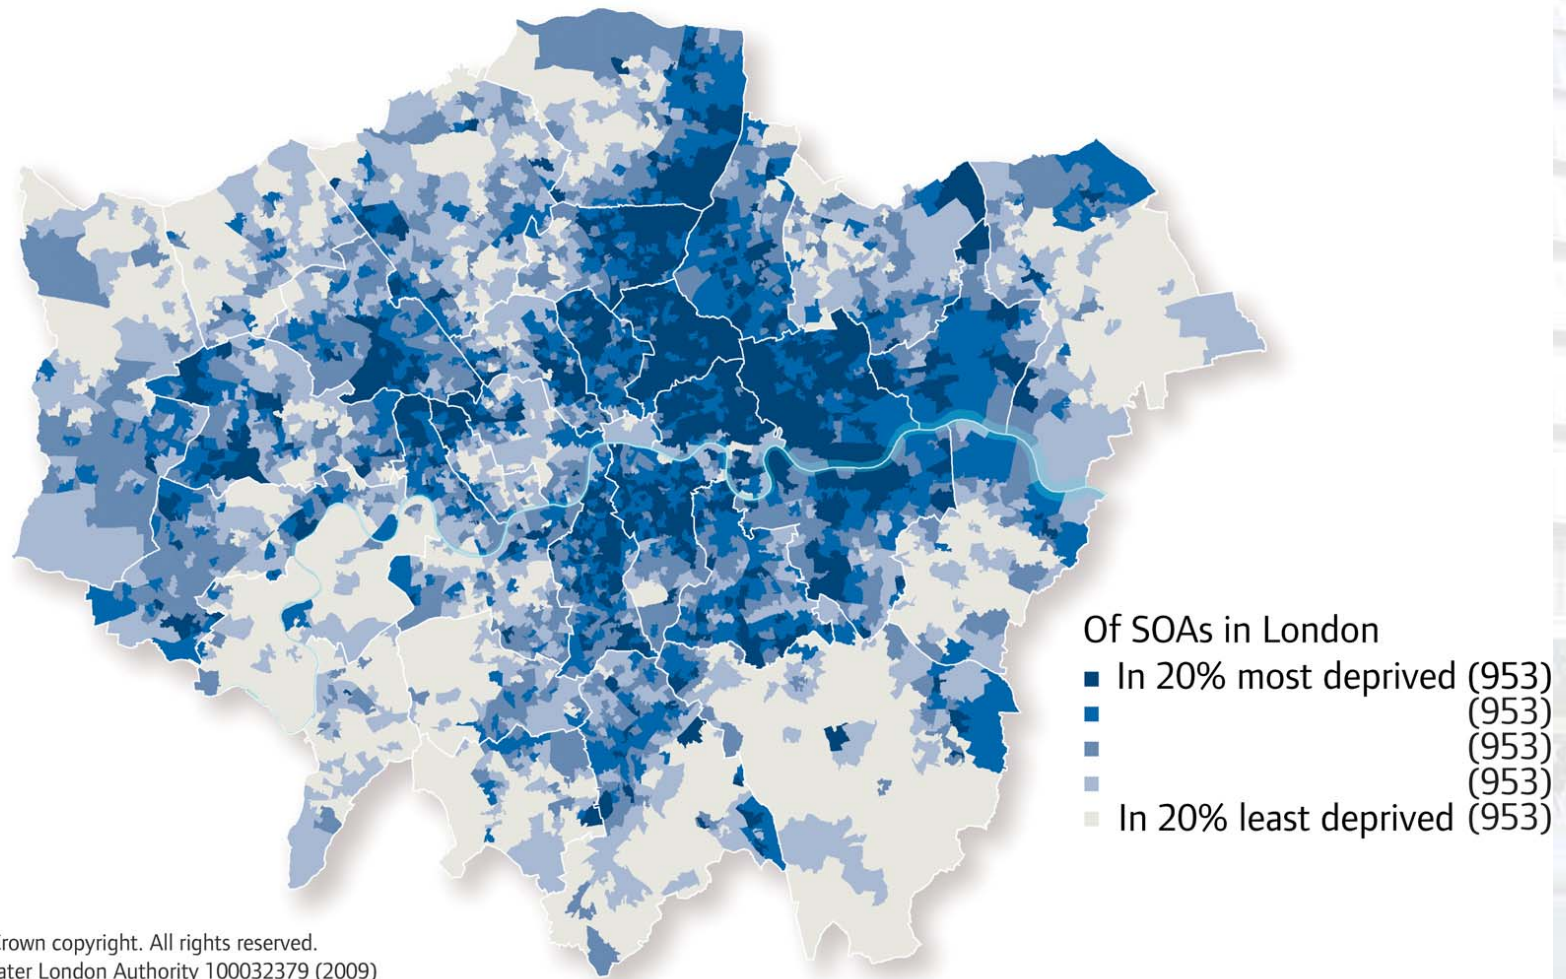 Of SOAs in London
In 20% most deprived (953)
(953)
(953)
(953)
In 20% least deprived (953)
rown copyright. All rights reserved.
ater London Authority 100032379 (2009)